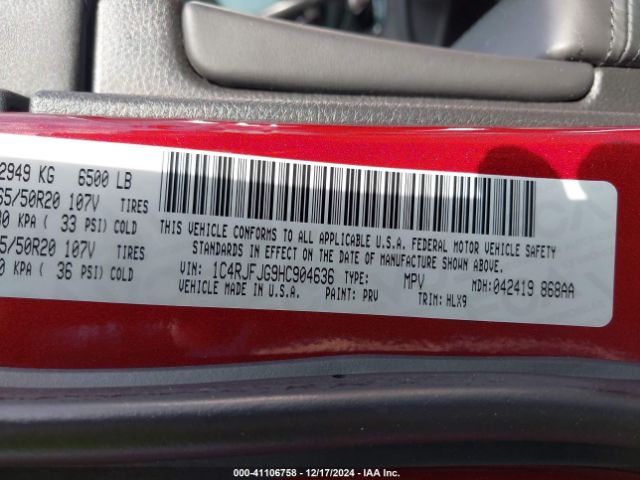 2949 KG 6500 LB
65/50R20 107V TIRES
KPA ( 33 PSI) COLD
5/50R20 107V TIRES
0 KPA ( 36 PSI) COLD
THIS VEHICLE CONFORMS TO ALL APPLICABLE U.S.A. FEDERAL MOTOR VEHICLE SAFETY
STANDARDS IN EFFECT ON THE DATE OF MANUFACTURE SHOWN ABOVE.
VIN: 1C4RJFJG9HC904636 TYPE: MPV MDH: 042419 868AA
VEHICLE MADE IN U.S.A. PAINT: PRV TRIM: HLX9
00-41106758 - 12/17/2024 - IAA Inc.